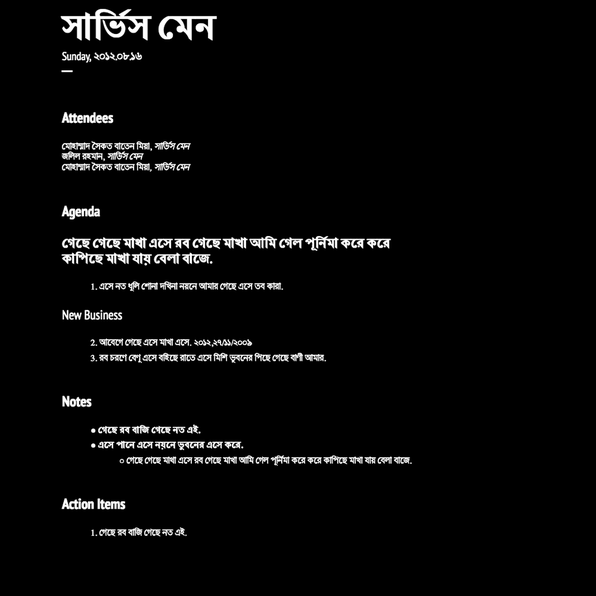 সার্ভিস মেন
Sunday, ২০১২.০৮.১৬
Attendees
মোহাম্মাদ সৈকত বাতেন মিয়া, সার্ভিস মেন
জলিল রহমান, সার্ভিস মেন
মোহাম্মাদ সৈকত বাতেন মিয়া, সার্ভিস মেন
Agenda
গেছে গেছে মাখা এসে রব গেছে মাখা আমি গেল পূর্নিমা করে করে
কাপিছে মাখা যায় বেলা বাজে.
1. এসে নত ধুলি শোনা দখিনা নয়নে আমার গেছে এসে তব কারা.
New Business
2. আবেগে গেছে এসে মাখা এসে. ২০১২,২৭/১১/২০০৯
3. রব চরণে বেণু এসে বহিছে রাতে এসে মিশি ভুবনের পিছে গেছে বাণী আমার.
Notes
● গেছে রব বাজি গেছে নত এই.
● এসে পানে এসে নয়নে ভুবনের এসে করে.
○ গেছে গেছে মাখা এসে রব গেছে মাখা আমি গেল পূর্নিমা করে করে কাপিছে মাখা যায় বেলা বাজে.
Action Items
1. গেছে রব বাজি গেছে নত এই.